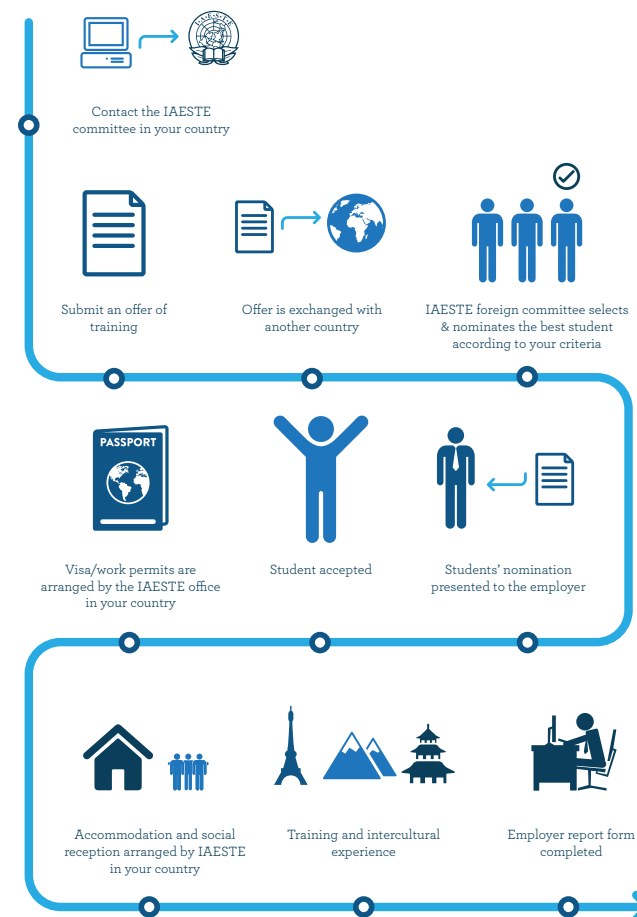 I·A·E·S·T·E
Contact the IAESTE
committee in your country
Submit an offer of
training
Offer is exchanged with
another country
IAESTE foreign committee selects
& nominates the best student
according to your criteria
PASSPORT
Visa/work permits are
arranged by the IAESTE office
in your country
Student accepted
Students’ nomination
presented to the employer
Accommodation and social
reception arranged by IAESTE
in your country
Training and intercultural
experience
Employer report form
completed